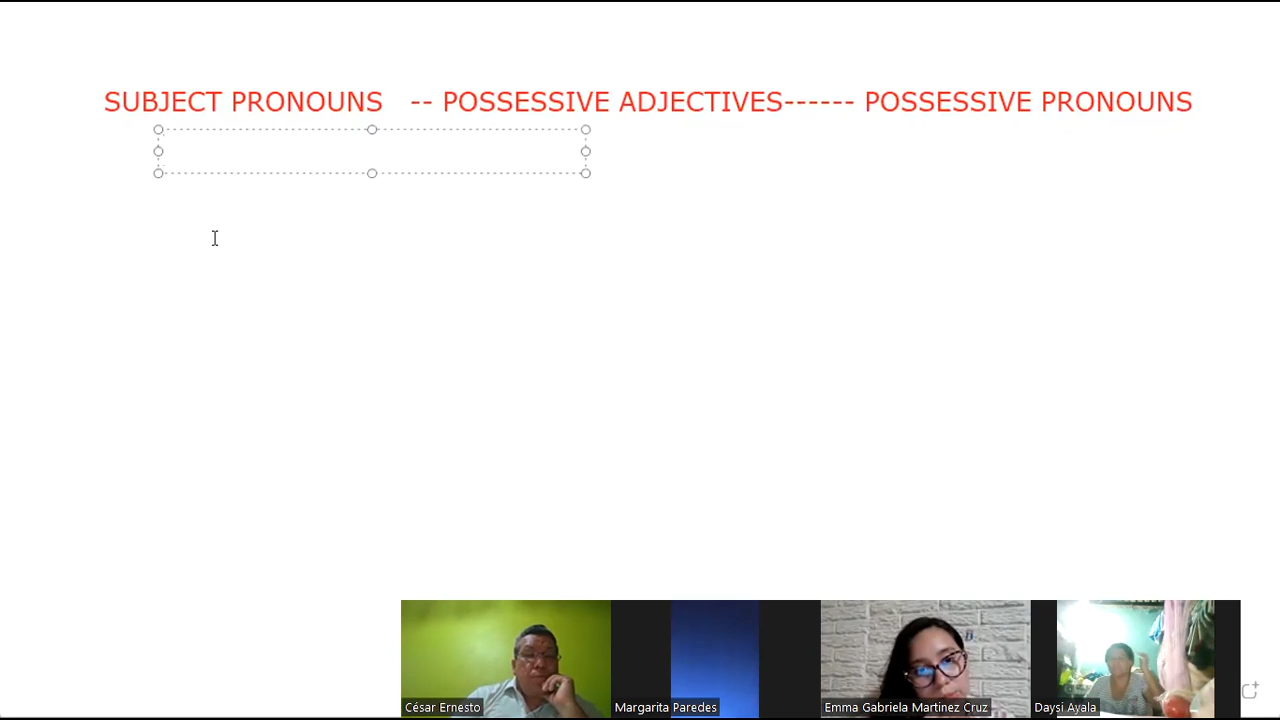 SUBJECT PRONOUNS -- POSSESSIVE ADJECTIVES------ POSSESSIVE PRONOUNS
César Ernesto
Margarita Paredes
Emma Gabriela Martinez Cruz
Daysi Ayala